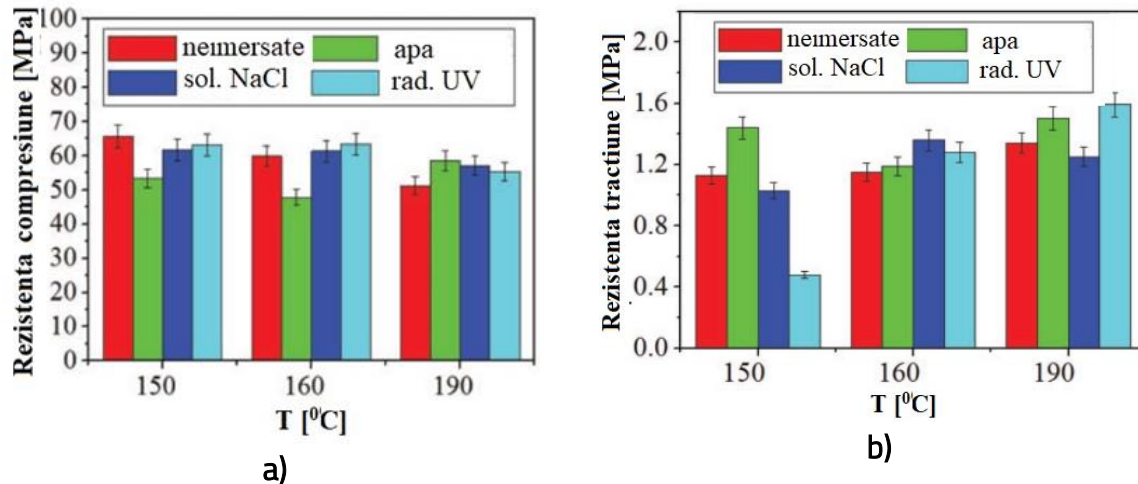 Rezistenta compresiune [MPa]
100
90
80
70
60
50
40
30
20
10
0
neimersate
apa
sol. NaCl
rad. UV
150 160 190
T [⁰C]
a)
Rezistenta tractiune [MPa]
2.0
1.6
1.2
0.8
0.4
0.0
neimersate
apa
sol. NaCl
rad. UV
150 160 190
T [⁰C]
b)